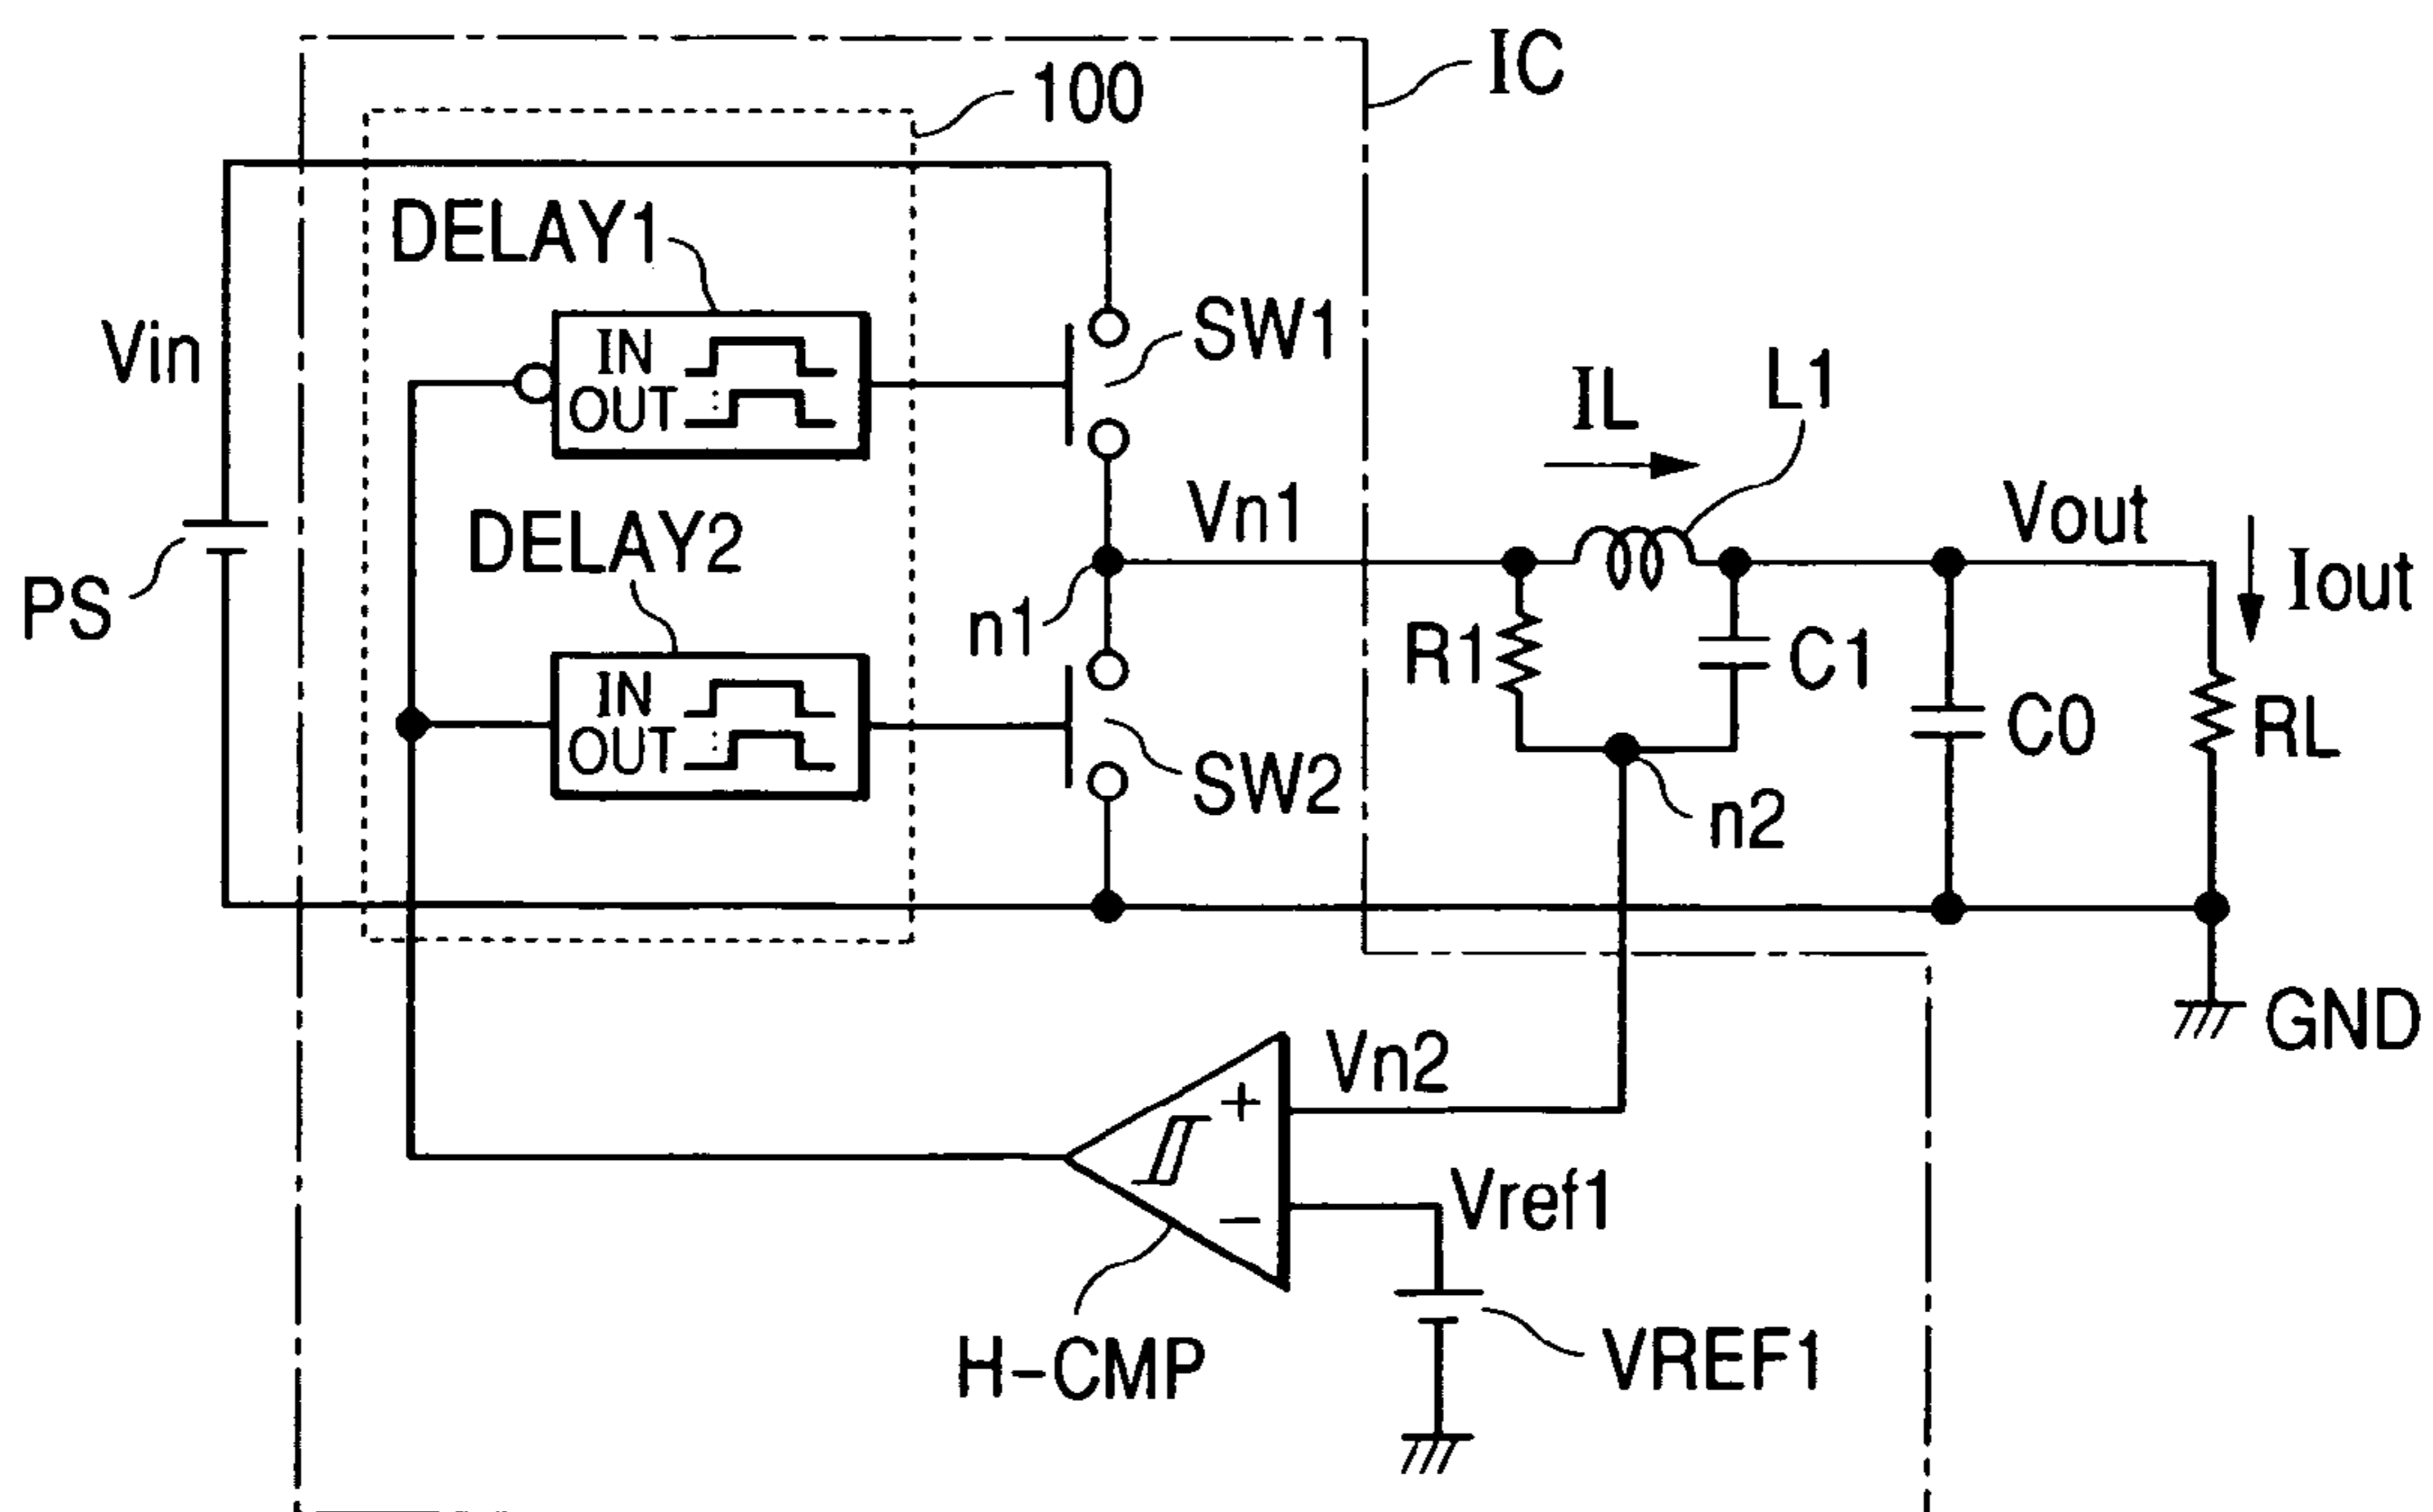 IC
100
DELAY1
Vin
IN
OUT
SW1
IL
L1
Vn1
Vout
Iout
PS
DELAY2
n1
R1
C1
IN
OUT
SW2
n2
C0
RL
GND
Vn2
+
Vref1
−
H-CMP
VREF1